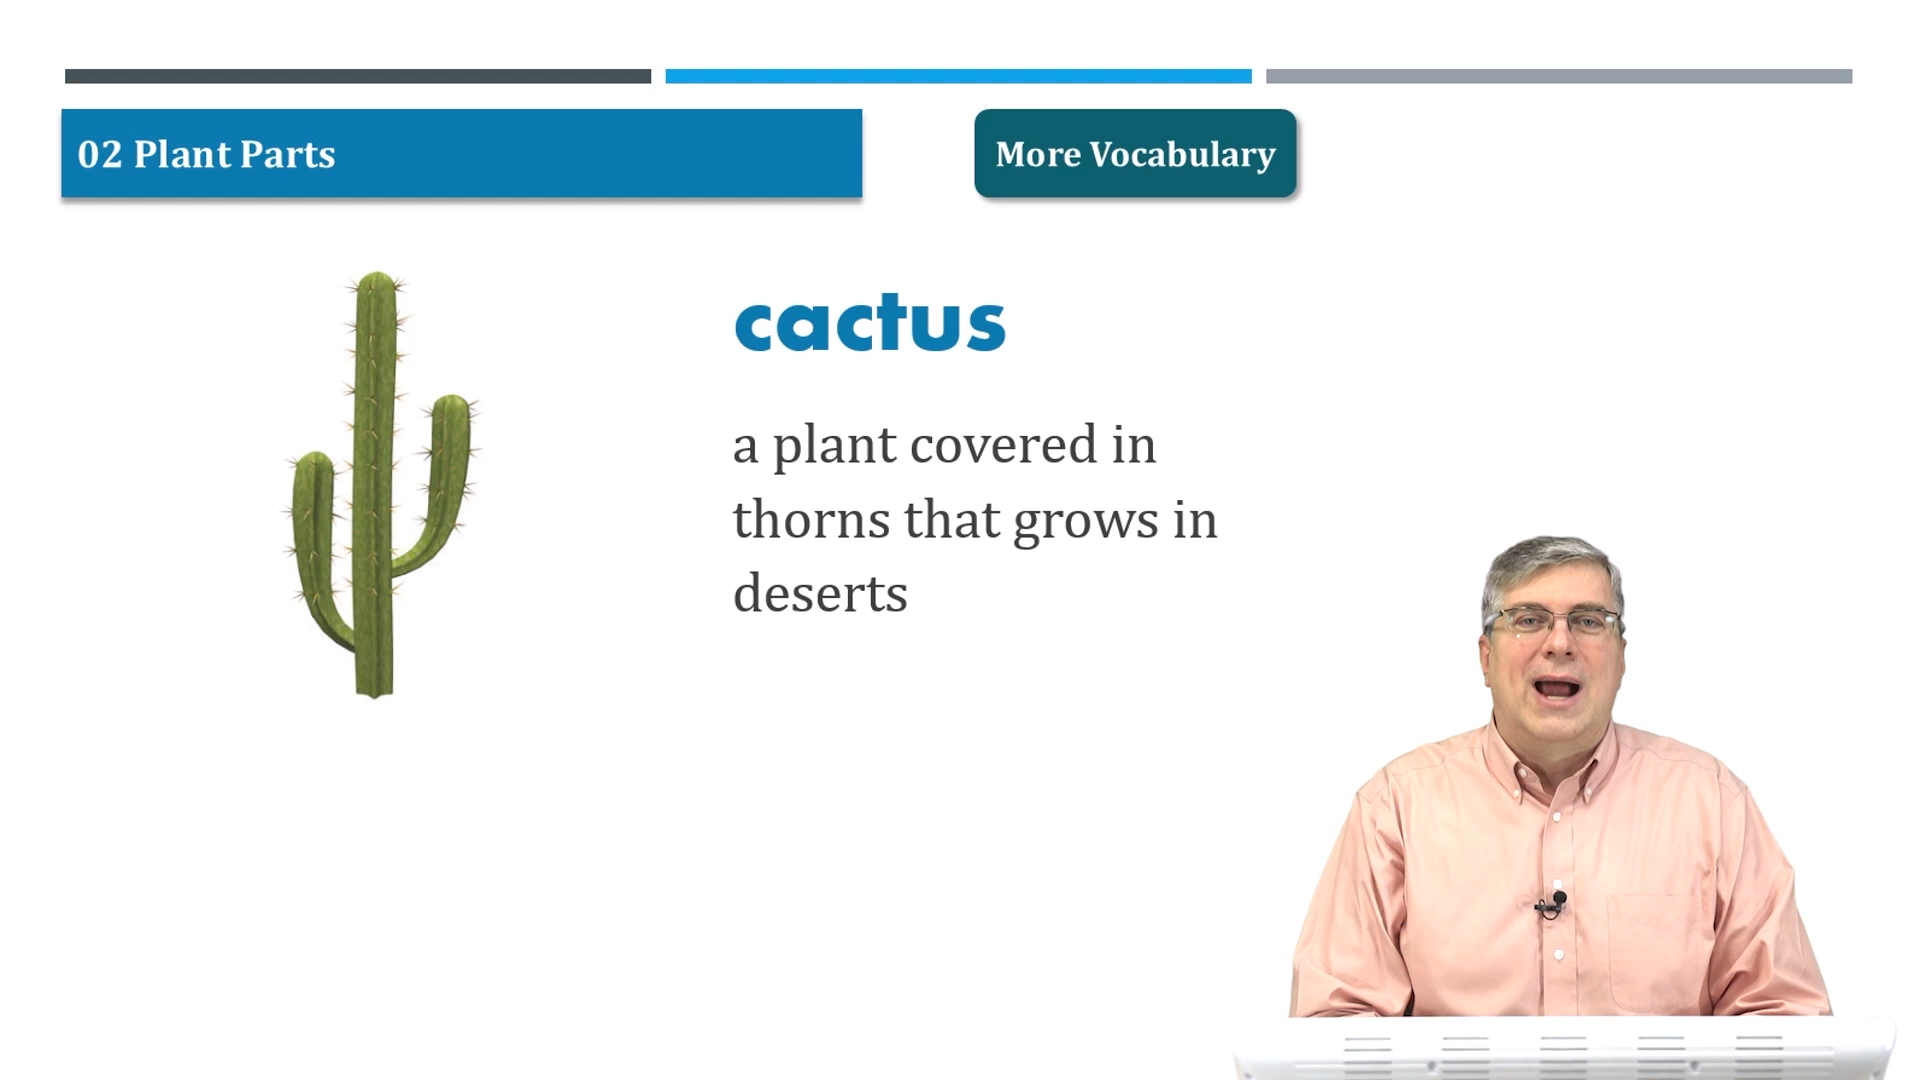 02 Plant Parts
More Vocabulary
cactus
a plant covered in
thorns that grows in
deserts